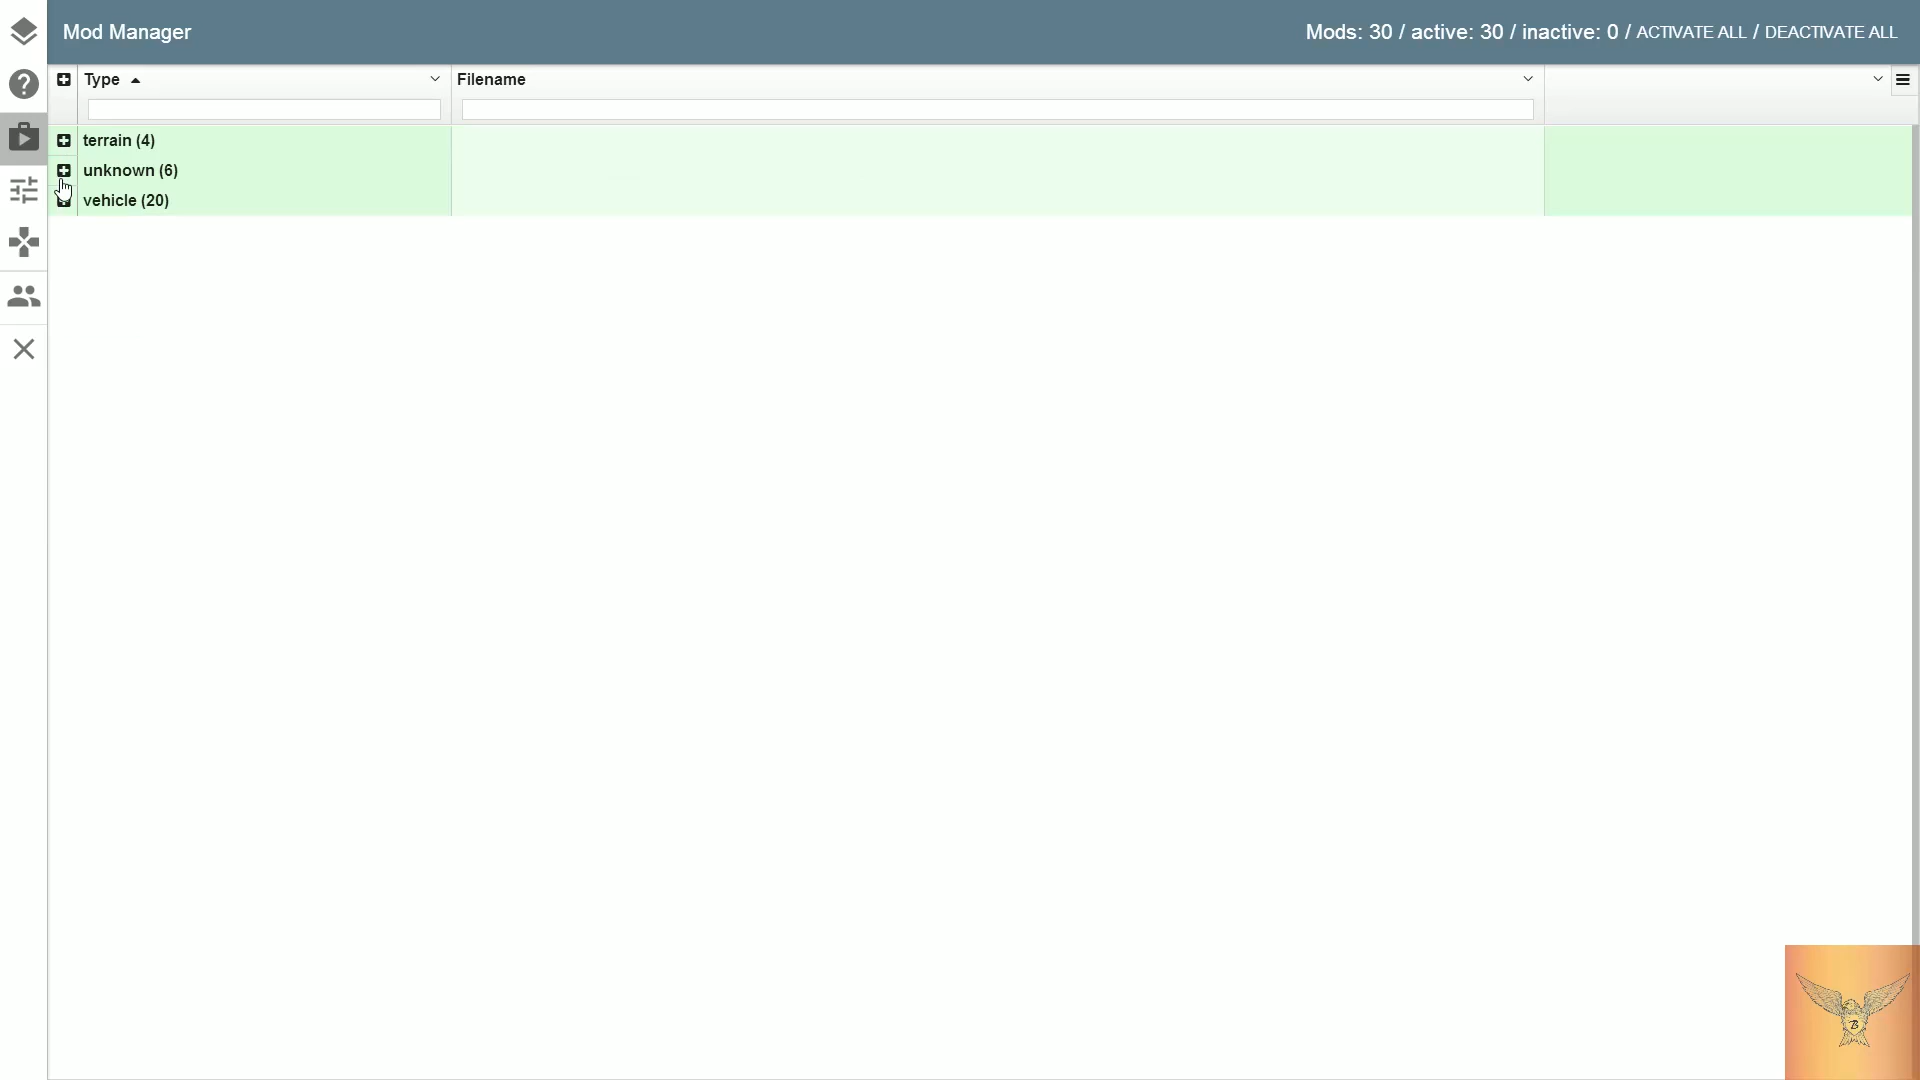 Mod Manager
Mods: 30 / active: 30 / inactive: 0 / ACTIVATE ALL / DEACTIVATE ALL
Type
Filename
terrain (4)
unknown (6)
vehicle (20)
B